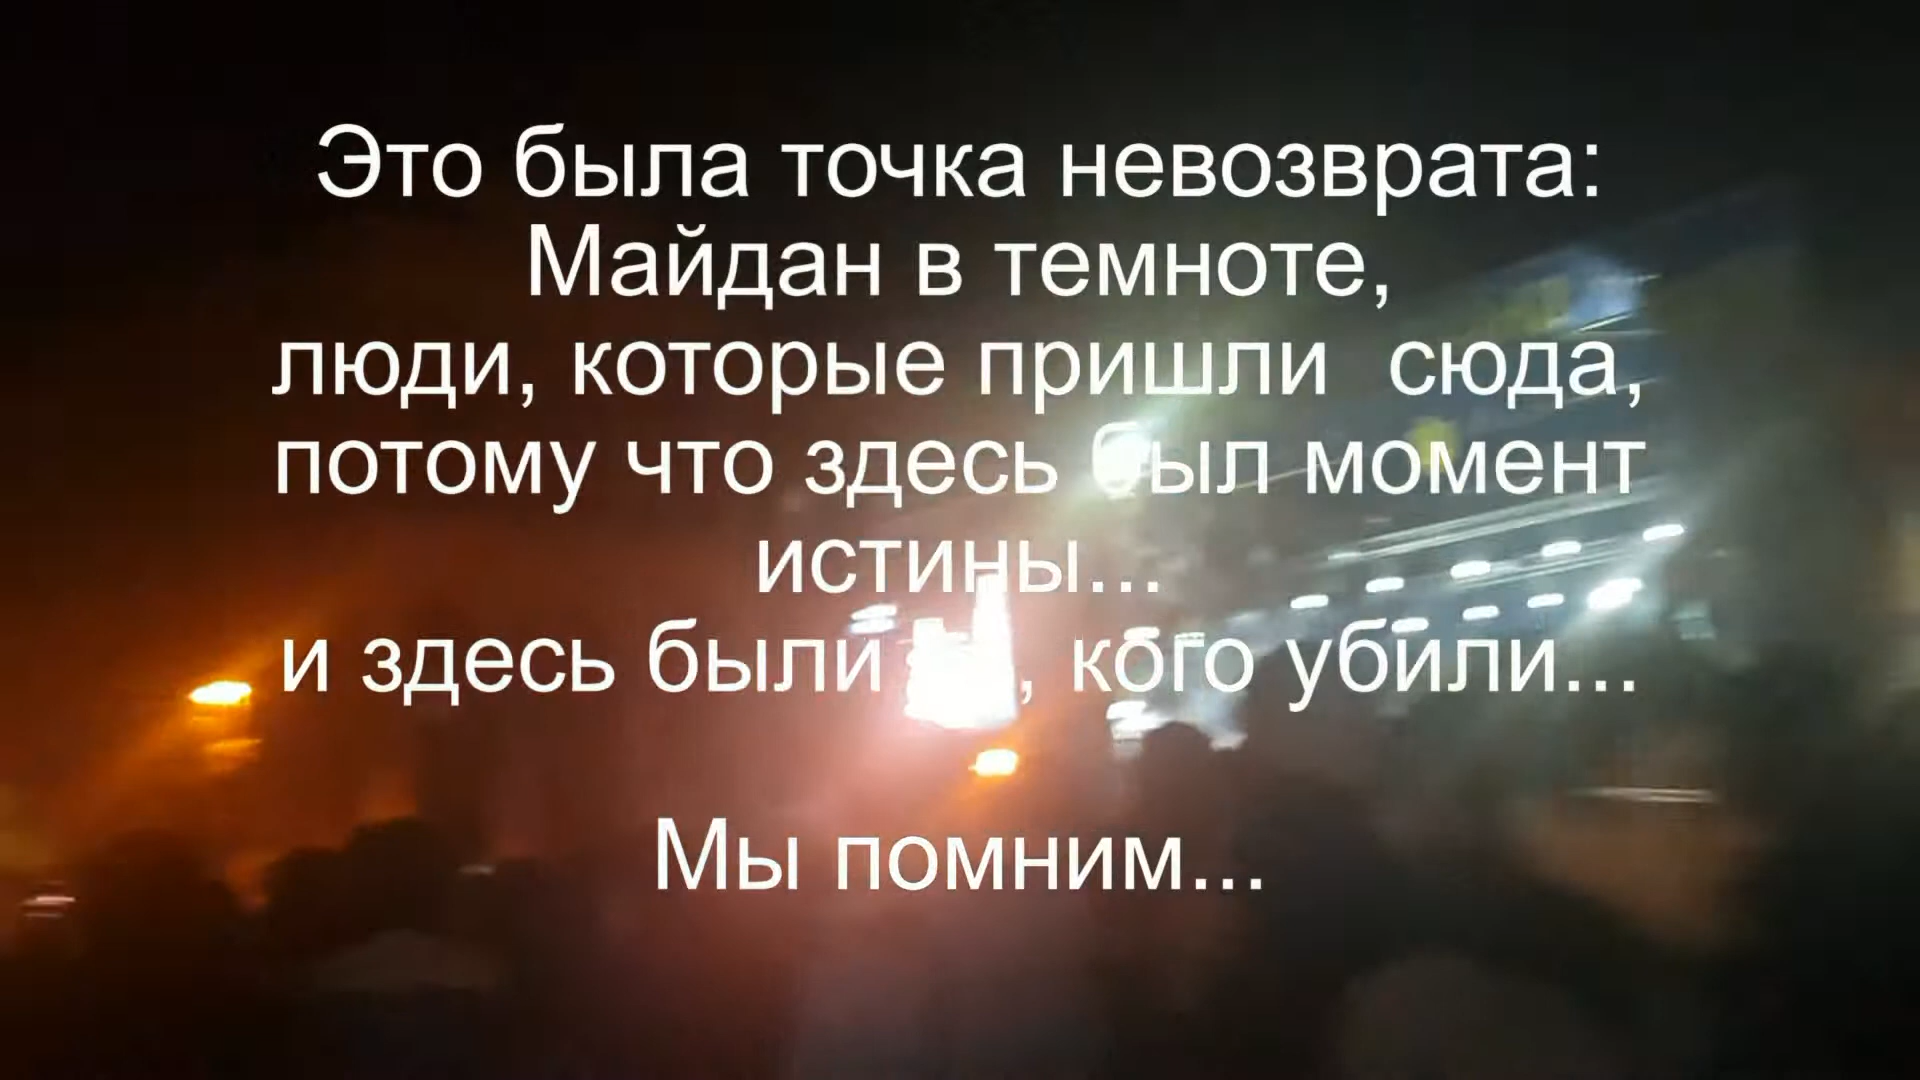 Это была точка невозврата:
Майдан в темноте,
люди, которые пришли  сюда,
потому что здесь был момент
истины...
и здесь были , кого убили...
Мы помним...